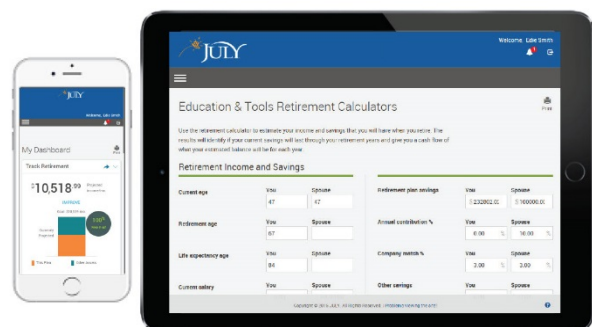 JULY
My Dashboard
Print
Track Retirement
$10,518.99
JULY
Welcome
Smith
Education & Tools Retirement Calculators
Print
Use the retirement calculator to estimate your income and savings that you will have when you retire. The
results will identify if your current savings will last through your retirement years and give you a cash flow of
what your estimated balance will be for each year.
Retirement Income and Savings
You Spouse
Current age 47 47
You Spouse
Retirement age 67
You Spouse
Life expectancy age 84
You Spouse
Current salary
You Spouse
Retirement plan savings $ 232002.00 $ 100000.00
You Spouse
Annual contribution % 6.00 % 10.00 %
You Spouse
Company match % 3.00 % 3.00 %
You Spouse
Other savings